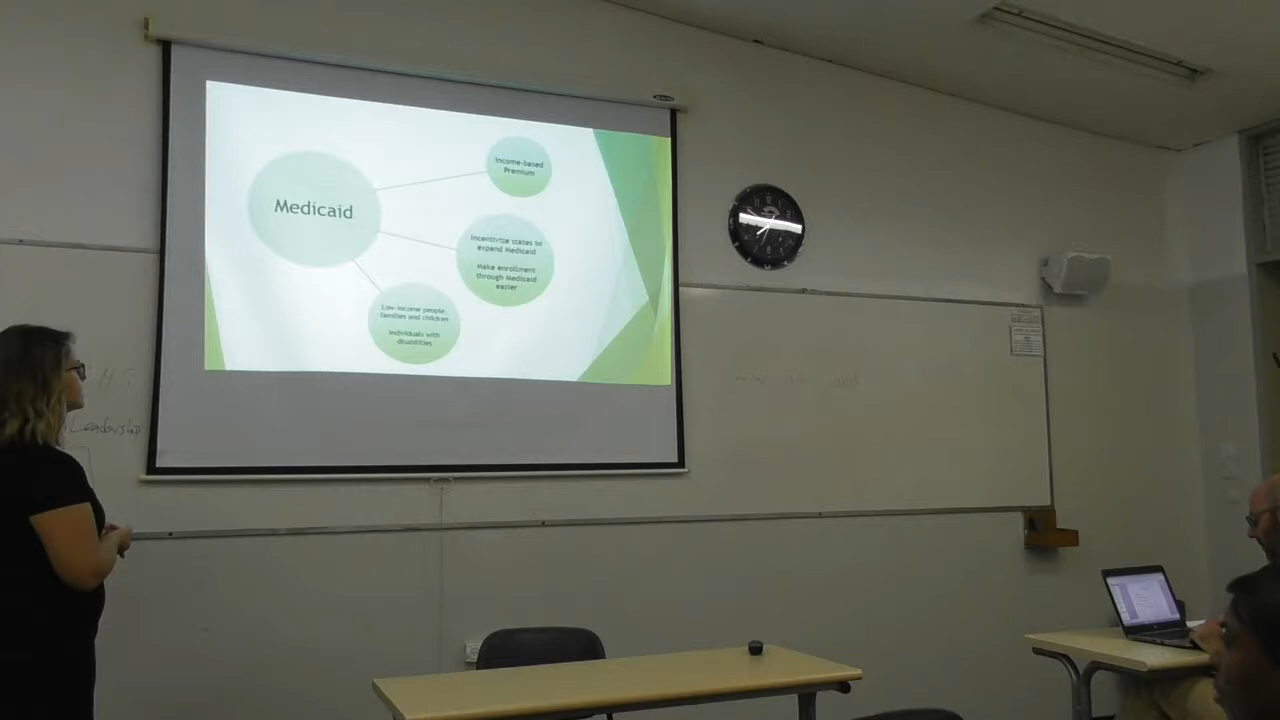 Medicaid
Income-based
Premium
Incentivize states to
expand Medicaid
Make enrollment
through Medicaid
easier
Low-income people,
families and children
Individuals with
disabilities
Leadership